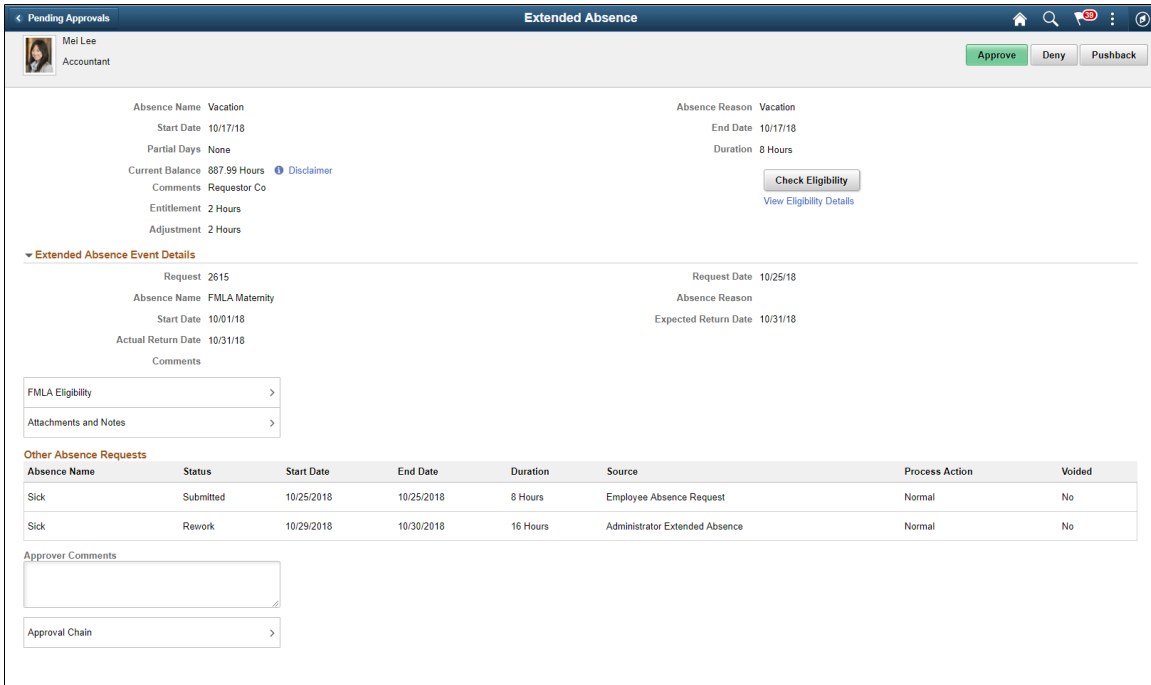 Pending Approvals
Extended Absence
39
Mei Lee
Accountant
Approve Deny Pushback
Absence Name Vacation Absence Reason Vacation
Start Date 10/17/18 End Date 10/17/18
Partial Days None Duration 8 Hours
Current Balance 887.99 Hours Disclaimer
Comments Requestor Co Check Eligibility
View Eligibility Details
Entitlement 2 Hours
Adjustment 2 Hours
Extended Absence Event Details
Request 2615 Request Date 10/25/18
Absence Name FMLA Maternity Absence Reason
Start Date 10/01/18 Expected Return Date 10/31/18
Actual Return Date 10/31/18
Comments
FMLA Eligibility
Attachments and Notes
Other Absence Requests
Absence Name Status Start Date End Date Duration Source Process Action Voided
Sick Submitted 10/25/2018 10/25/2018 8 Hours Employee Absence Request Normal No
Sick Rework 10/29/2018 10/30/2018 16 Hours Administrator Extended Absence Normal No
Approver Comments
Approval Chain